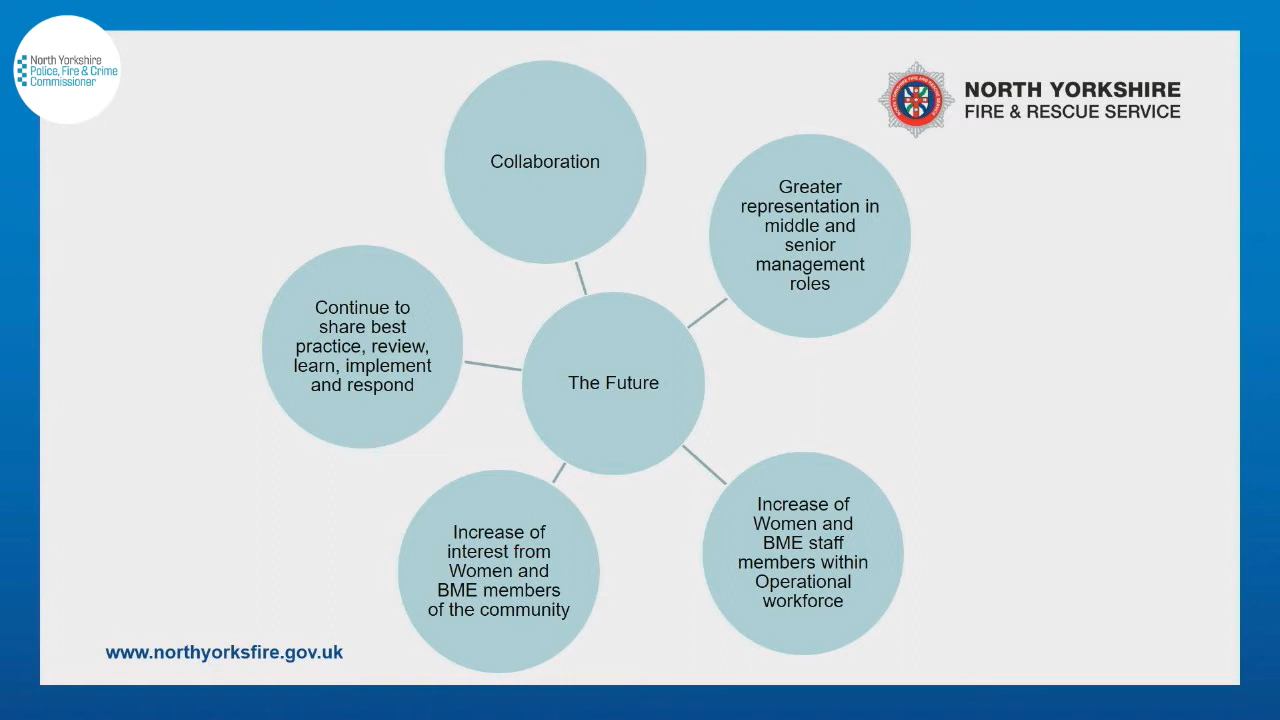 North Yorkshire
Police, Fire & Crime
Commissioner
NORTH YORKSHIRE
FIRE & RESCUE SERVICE
Collaboration
Greater
representation in
middle and
senior
management
roles
Continue to
share best
practice, review,
learn, implement
and respond
The Future
Increase of
Women and
BME staff
members within
Operational
workforce
Increase of
interest from
Women and
BME members
of the community
www.northyorksfire.gov.uk